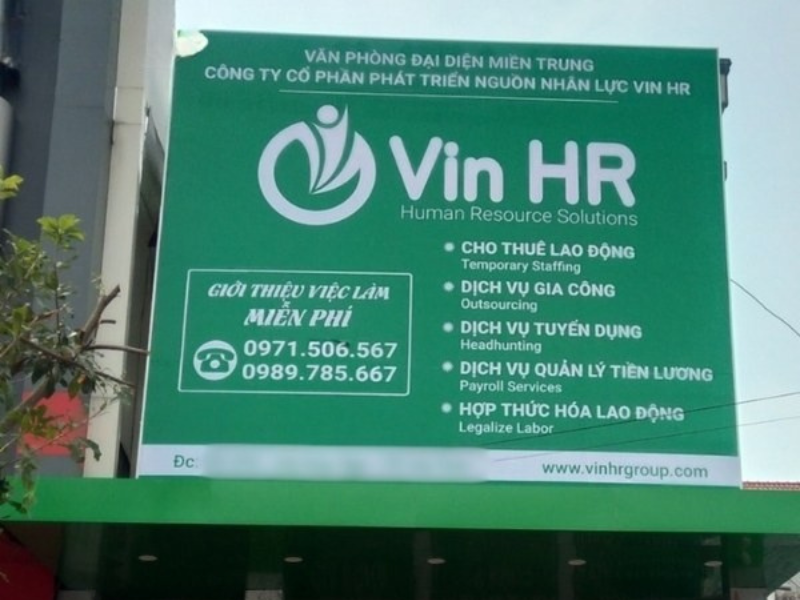 VĂN PHÒNG ĐẠI DIỆN MIỀN TRUNG
CÔNG TY CỔ PHẦN PHÁT TRIỂN NGUỒN NHÂN LỰC VIN HR
Vin HR
Human Resource Solutions
CHO THUÊ LAO ĐỘNG
Temporary Staffing
DỊCH VỤ GIA CÔNG
Outsourcing
DỊCH VỤ TUYỂN DỤNG
Headhunting
DỊCH VỤ QUẢN LÝ TIỀN LƯƠNG
Payroll Services
HỢP THỨC HÓA LAO ĐỘNG
Legalize Labor
GIỚI THIỆU VIỆC LÀM
MIỄN PHÍ
0971.506.567
0989.785.667
Đc:
www.vinhrgroup.com